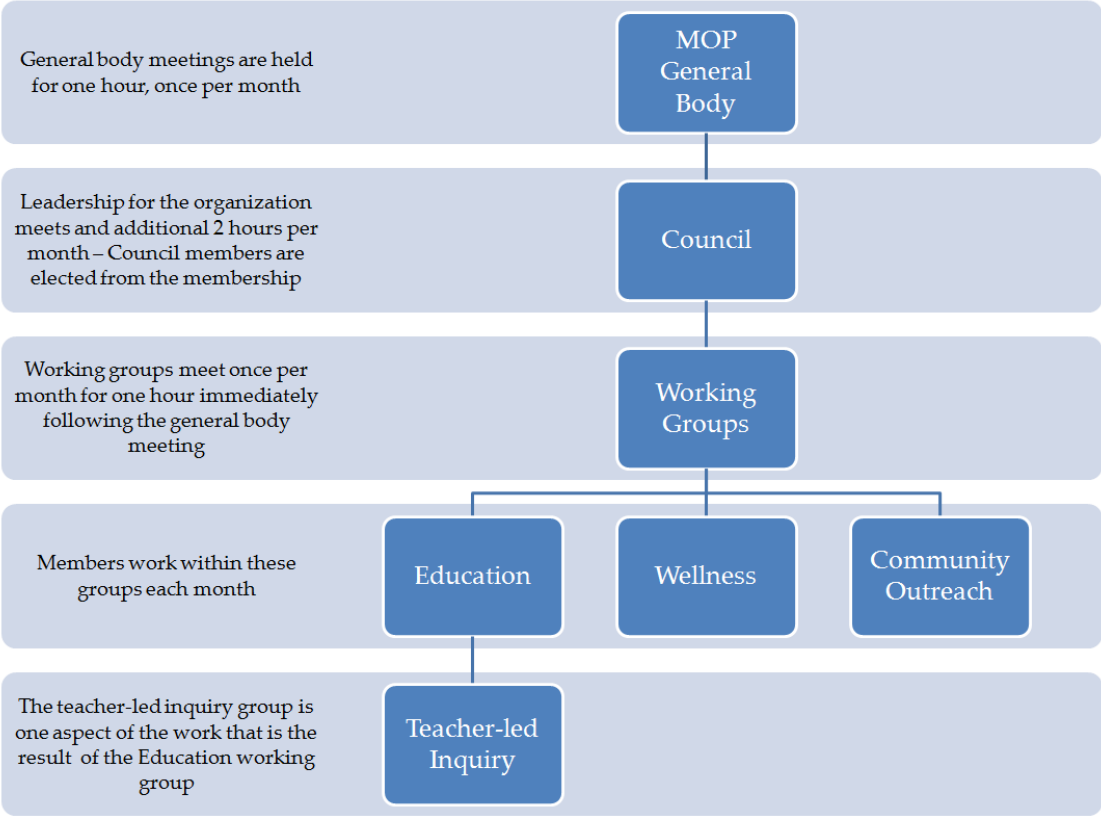 General body meetings are held
for one hour, once per month
MOP
General
Body
Leadership for the organization
meets and additional 2 hours per
month – Council members are
elected from the membership
Council
Working groups meet once per
month for one hour immediately
following the general body
meeting
Working
Groups
Members work within these
groups each month
Education
Wellness
Community
Outreach
The teacher-led inquiry group is
one aspect of the work that is the
result of the Education working
group
Teacher-led
Inquiry